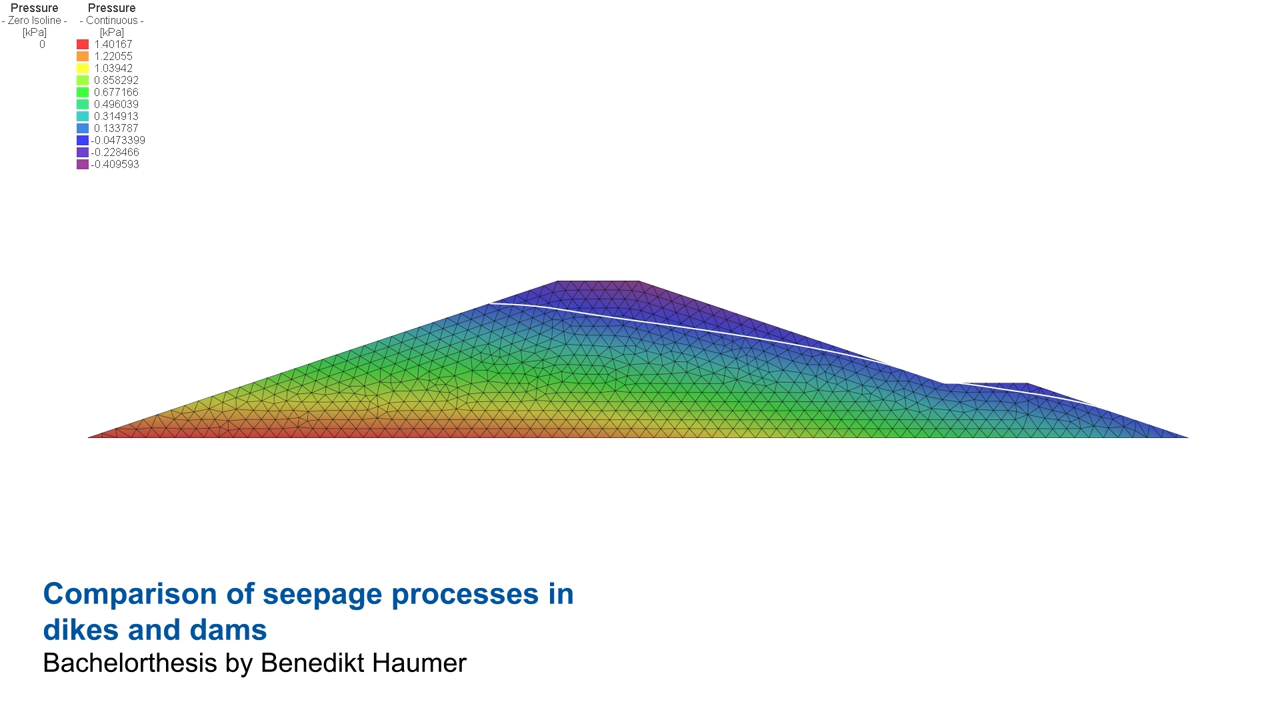 Pressure
- Zero Isoline -
[kPa]
0
Pressure
- Continuous -
[kPa]
1.40167
1.22055
1.03942
0.858292
0.677166
0.496039
0.314913
0.133787
-0.0473399
-0.228466
-0.409593
Comparison of seepage processes in
dikes and dams
Bachelorthesis by Benedikt Haumer